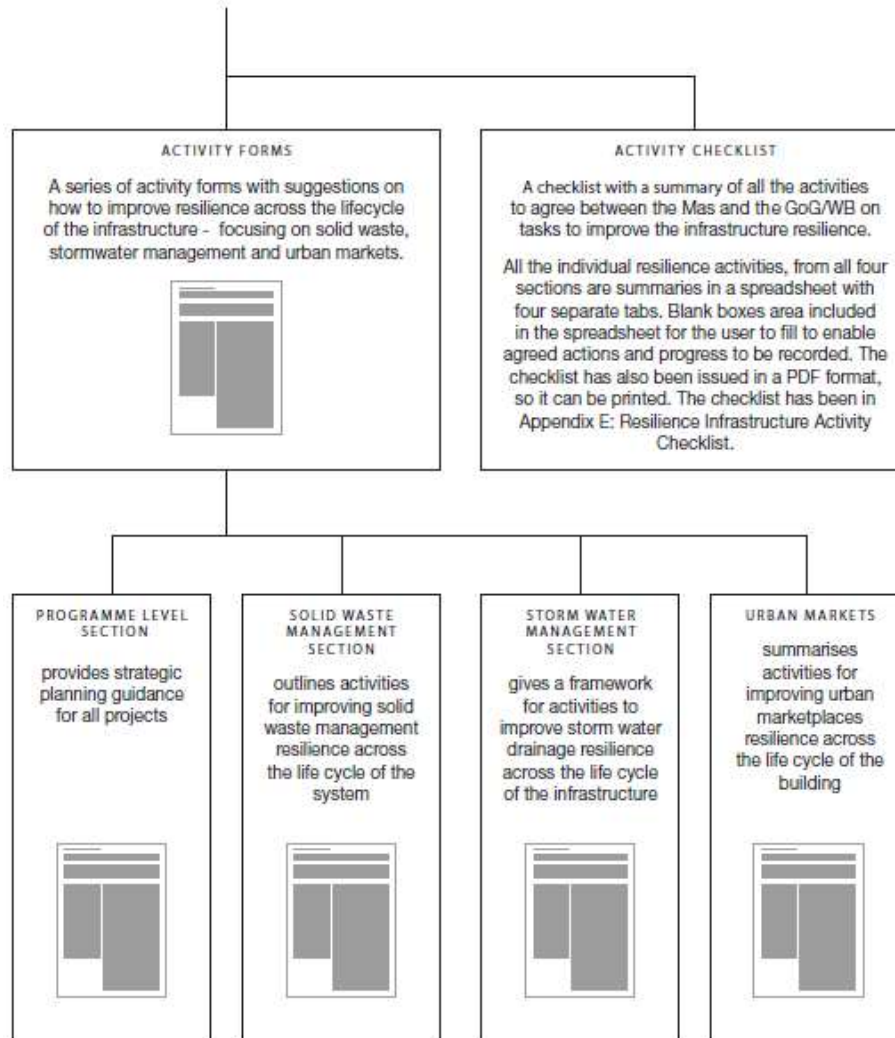 ACTIVITY FORMS
A series of activity forms with suggestions on
how to improve resilience across the lifecycle
of the infrastructure - focusing on solid waste,
stormwater management and urban markets.
ACTIVITY CHECKLIST
A checklist with a summary of all the activities
to agree between the Mas and the GoG/WB on
tasks to improve the infrastructure resilience.
All the individual resilience activities, from all four
sections are summaries in a spreadsheet with
four separate tabs. Blank boxes area included
in the spreadsheet for the user to fill to enable
agreed actions and progress to be recorded. The
checklist has also been issued in a PDF format,
so it can be printed. The checklist has been in
Appendix E: Resilience Infrastructure Activity
Checklist.
PROGRAMME LEVEL
SECTION
provides strategic
planning guidance
for all projects
SOLID WASTE
MANAGEMENT
SECTION
outlines activities
for improving solid
waste management
resilience across
the life cycle of the
system
STORM WATER
MANAGEMENT
SECTION
gives a framework
for activities to
improve storm water
drainage resilience
across the life cycle
of the infrastructure
URBAN MARKETS
summarises
activities for
improving urban
marketplaces
resilience across
the life cycle of the
building